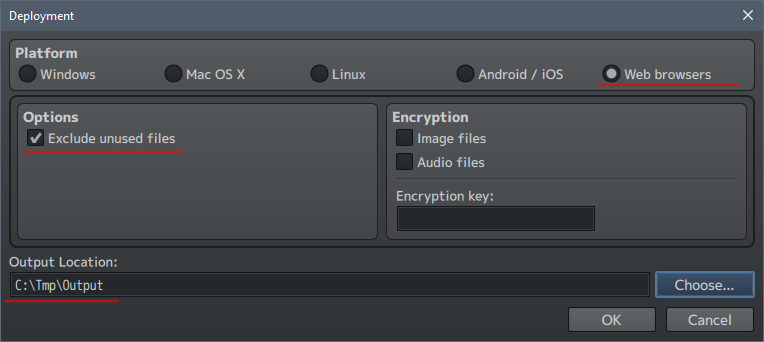 Deployment
Platform
Windows Mac OS X Linux Android / iOS Web browsers
Options
Exclude unused files
Encryption
Image files
Audio files
Encryption key:
Output Location:
C:\Tmp\Output
Choose...
OK Cancel